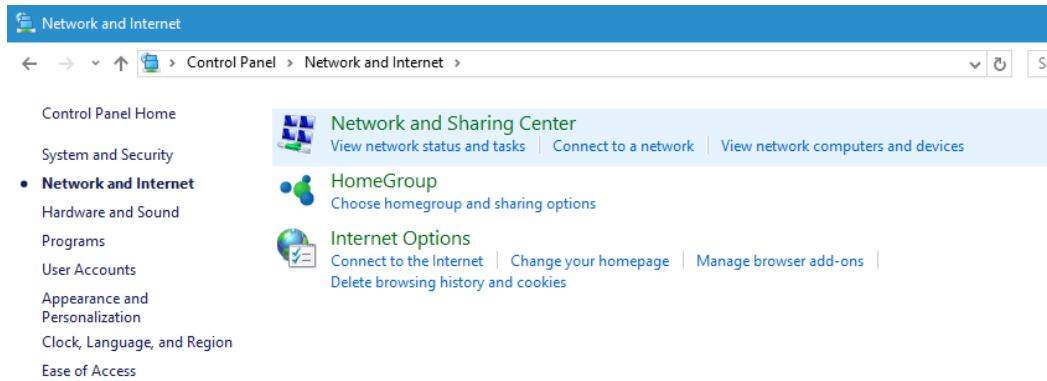 Network and Internet
Control Panel > Network and Internet >
Control Panel Home
System and Security
Network and Internet
Hardware and Sound
Programs
User Accounts
Appearance and
Personalization
Clock, Language, and Region
Ease of Access
Network and Sharing Center
View network status and tasks | Connect to a network | View network computers and devices
HomeGroup
Choose homegroup and sharing options
Internet Options
Connect to the Internet | Change your homepage | Manage browser add-ons |
Delete browsing history and cookies